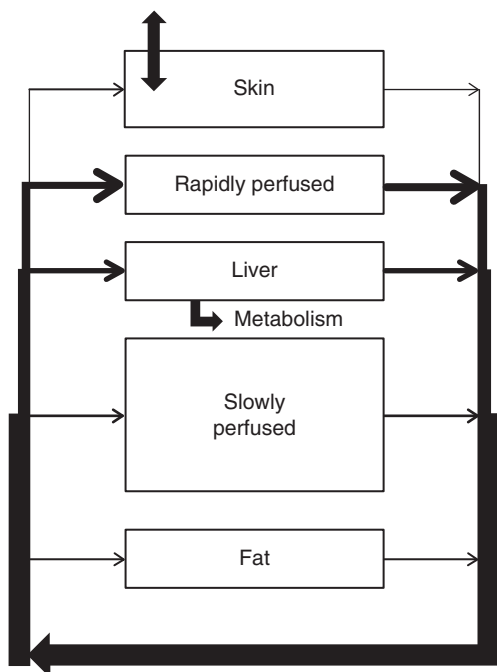 Skin
Rapidly perfused
Liver
Metabolism
Slowly
perfused
Fat